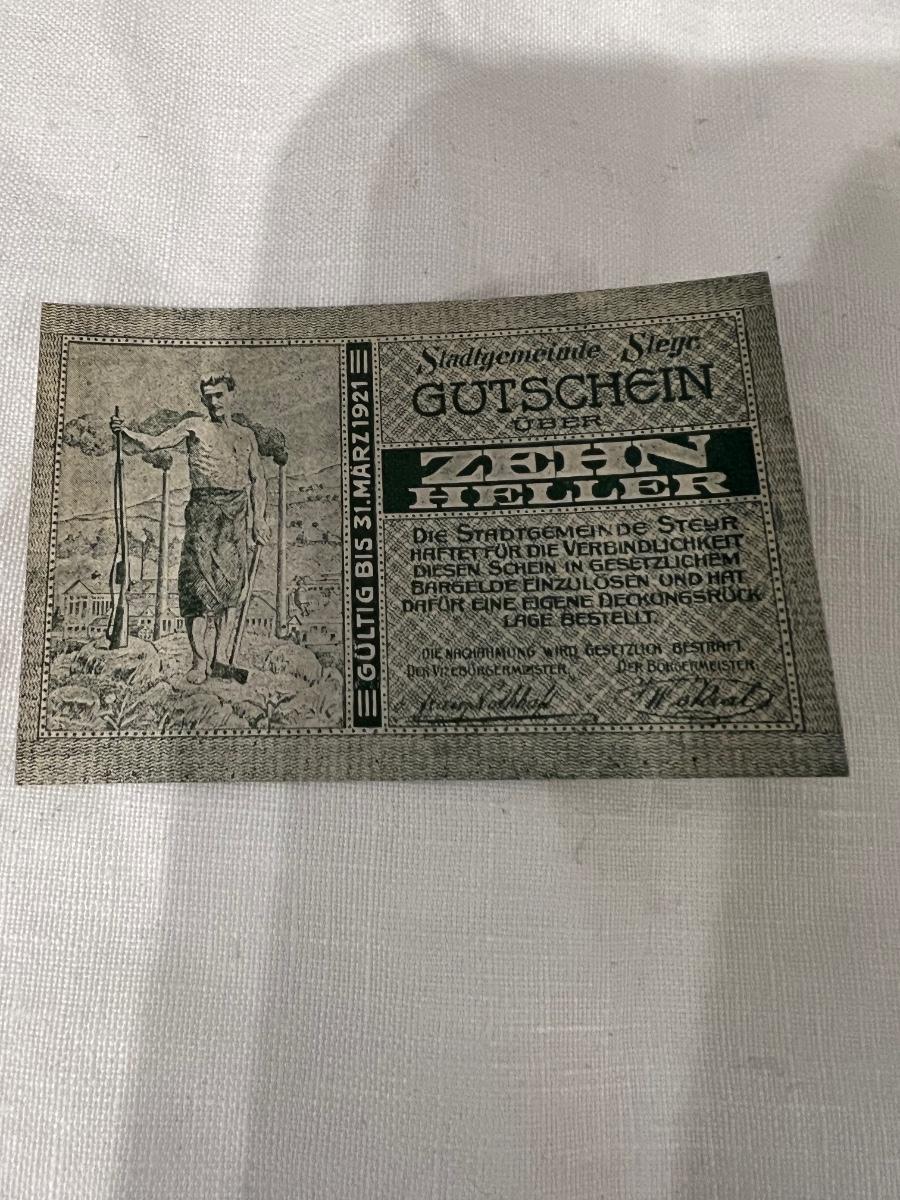 Stadtgemeinde Steyr
GUTSCHEIN
ÜBER
ZEHN
HELLER
DIE STADTGEMEINDE STEYR
HAFTET FÜR DIE VERBINDLICHKEIT
DIESEN SCHEIN IN GESETZLICHEM
BARGELDE EINZULÖSEN UND HAT
DAFÜR EINE EIGENE DECKUNGSRÜCK
LAGE BESTELLT.
DIE NACHAHMUNG WIRD GESETZLICH BESTRAFT.
DER VIZEBÜRGERMEISTER, DER BÜRGERMEISTER:
GÜLTIG BIS 31. MÄRZ 1921